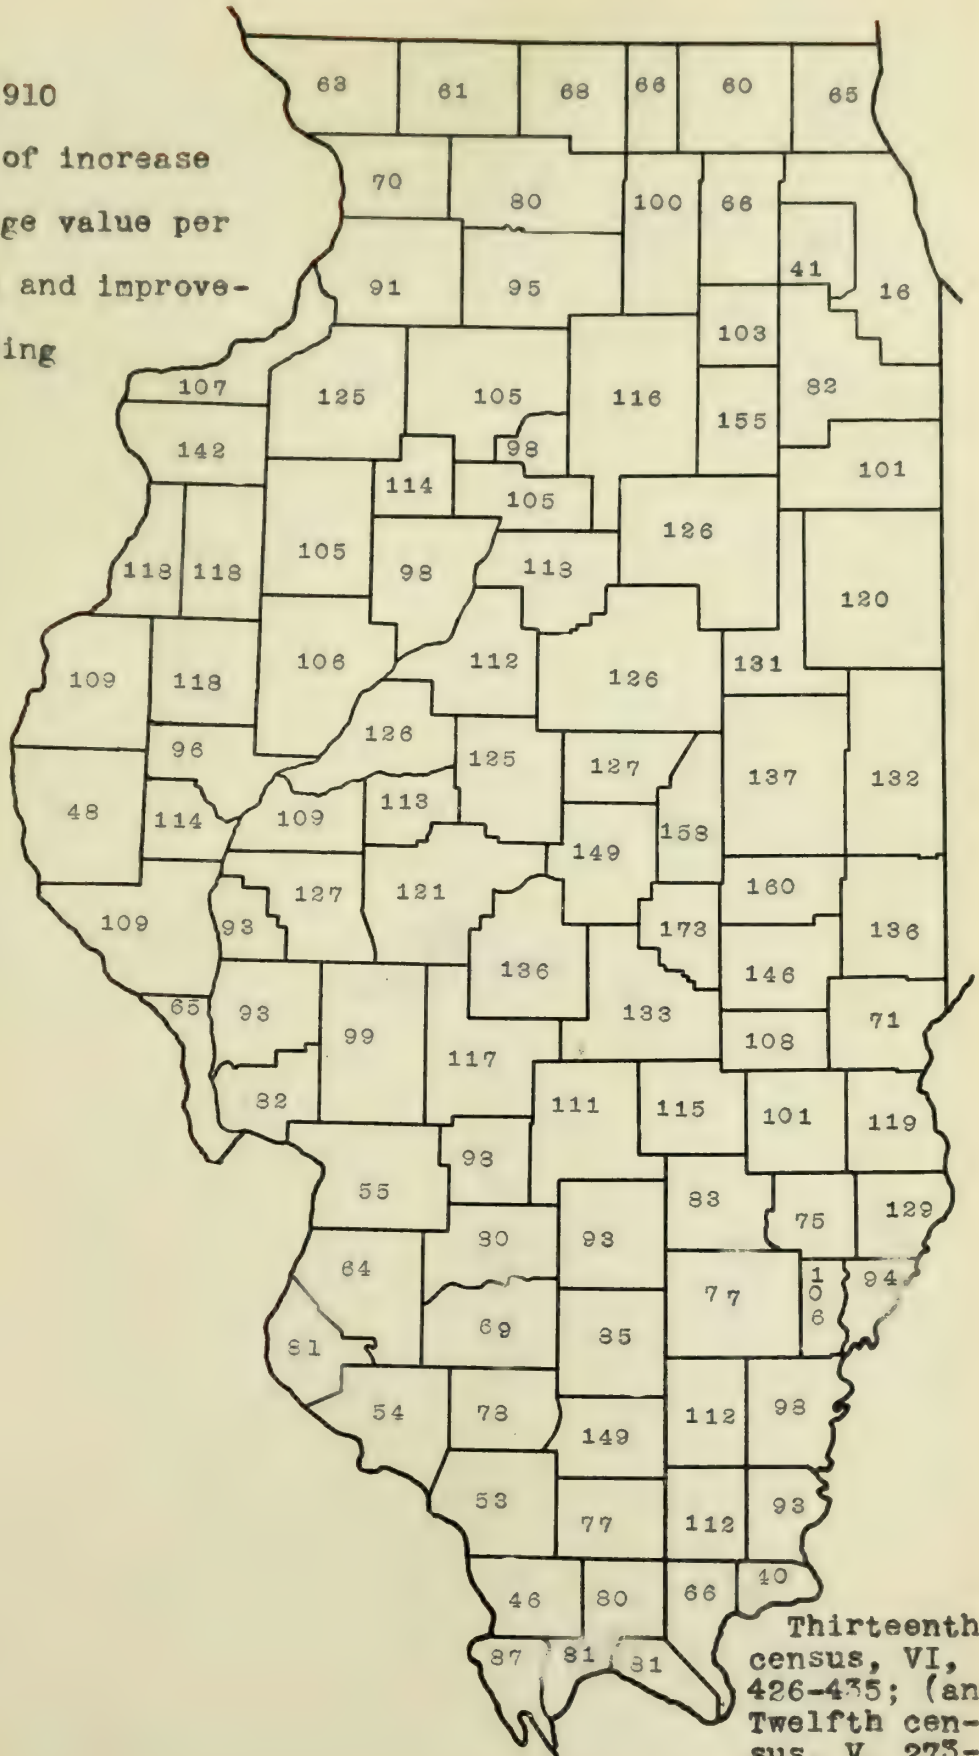 910
of increase
ge value per
and improve-
ing
63 61 68 66 60 65
70 80 100 66
91 95 41 16
103
107 125 105 116 82
142 98 155
114 105 101
105 126
118 118 98 113 120
106 112 131
109 118 126
126 125 127 137 132
96
48 114 109 113 158
149
127 121 160
109 93 173 136
136 146
65 93 99 133 71
117 108
82 111 115 101 119
98
55 83 75 129
80 93
64 77 106 94
69 85
81
54 78 112 98
149
53 77 112 93
46 80 66 40
87 81 81
Thirteenth
census, VI,
426-435; (an
Twelfth cen-
sus, V, 273-